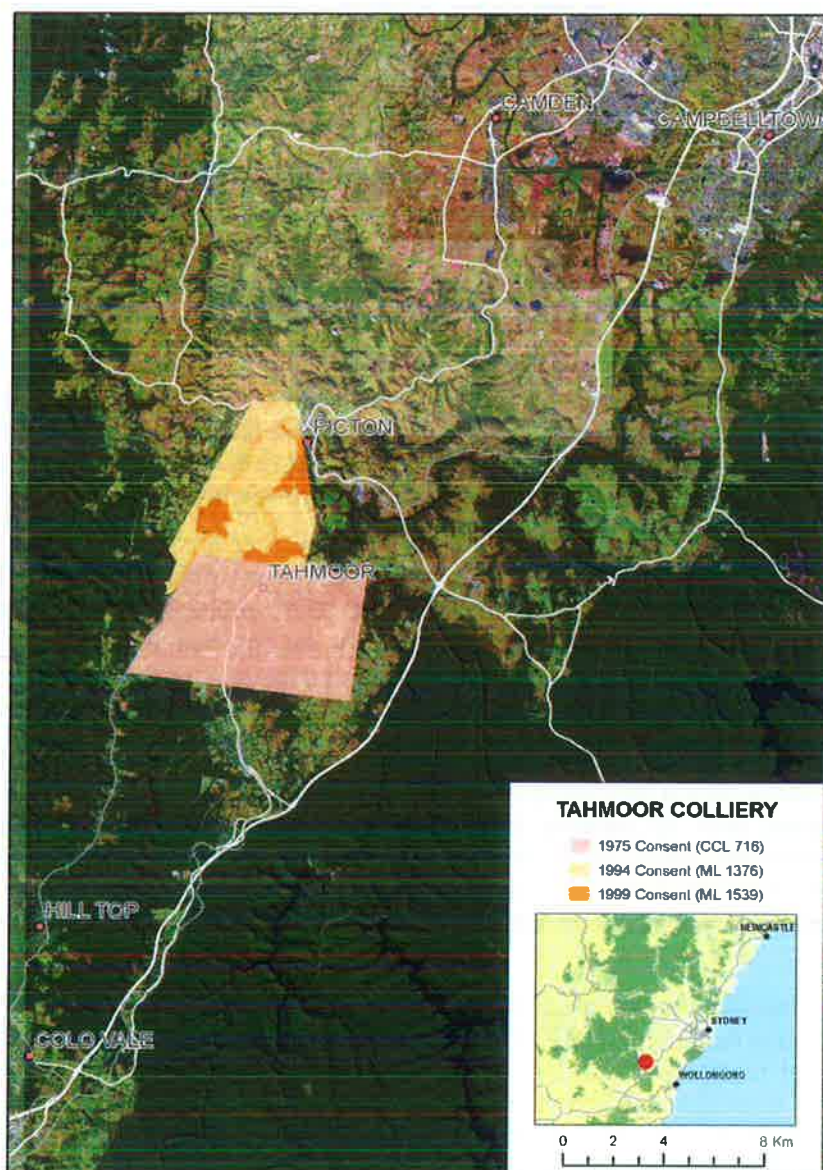 CAMDEN
CAMPBELLTOW
PICTON
TAHMOOR
HILL TOP
COLO VALE
TAHMOOR COLLIERY
1975 Consent (CCL 716)
1994 Consent (ML 1376)
1999 Consent (ML 1539)
NEWCASTLE
SYDNEY
WOLLONGONG
0 2 4 8 Km